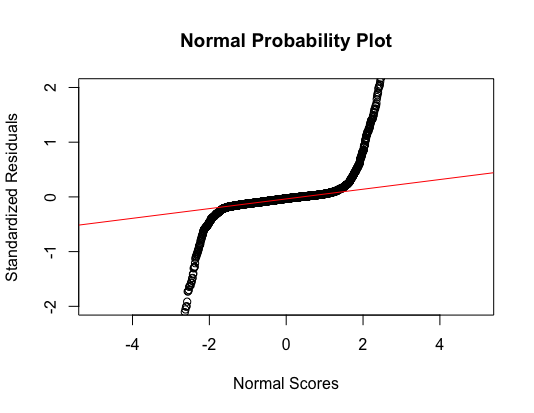 Normal Probability Plot
Standardized Residuals
2
1
0
-1
-2
-4 -2 0 2 4
Normal Scores